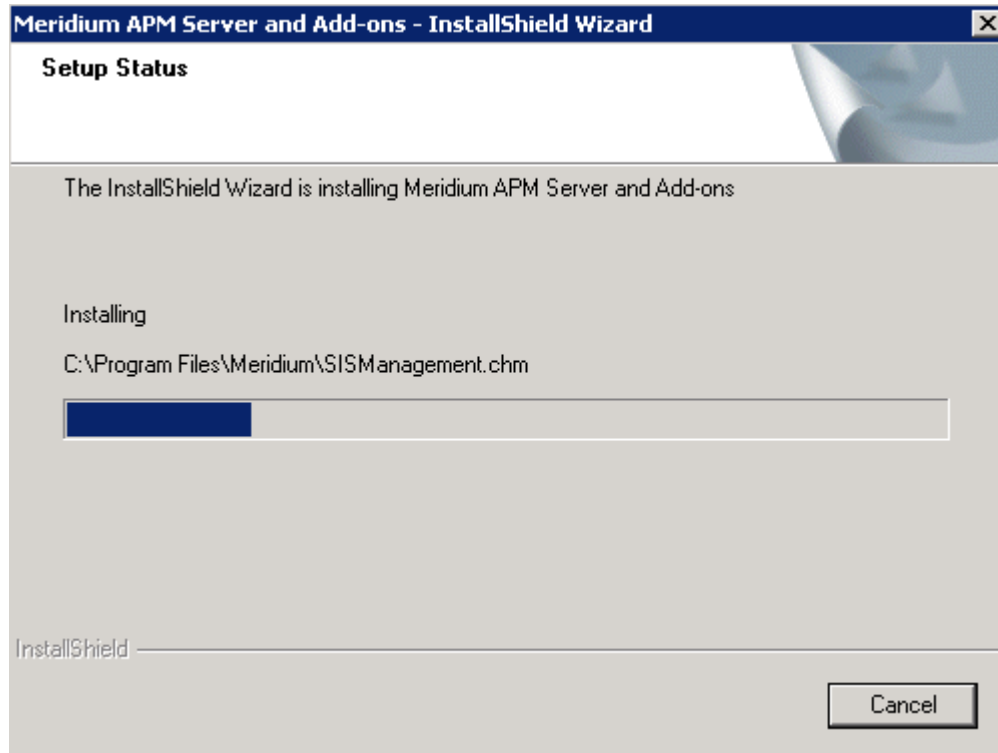 Meridium APM Server and Add-ons - InstallShield Wizard
Setup Status
The InstallShield Wizard is installing Meridium APM Server and Add-ons
Installing
C:\Program Files\Meridium\SISManagement.chm
InstallShield
Cancel